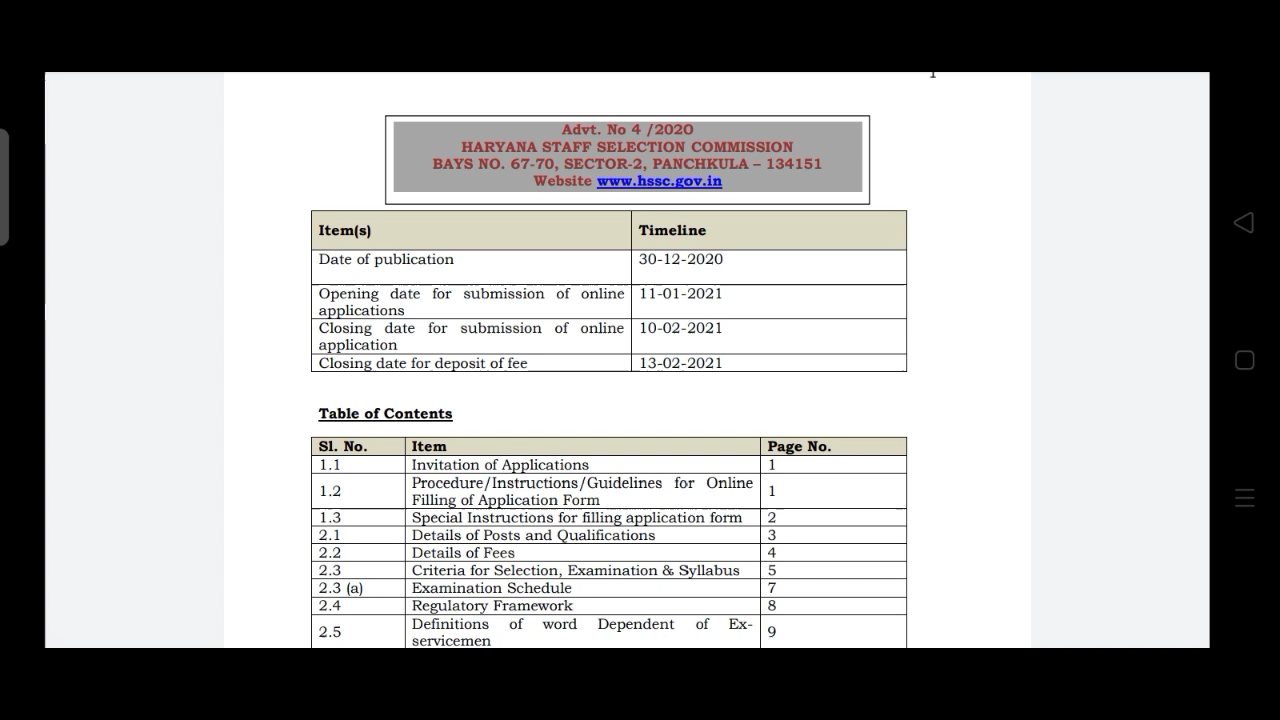 Advt. No 4 /2020
HARYANA STAFF SELECTION COMMISSION
BAYS NO. 67-70, SECTOR-2, PANCHKULA – 134151
Website www.hssc.gov.in
Item(s) Timeline
Date of publication 30-12-2020
Opening date for submission of online 11-01-2021
applications
Closing date for submission of online 10-02-2021
application
Closing date for deposit of fee 13-02-2021
Table of Contents
Sl. No. Item Page No.
1.1 Invitation of Applications 1
1.2 Procedure/Instructions/Guidelines for Online 1
Filling of Application Form
1.3 Special Instructions for filling application form 2
2.1 Details of Posts and Qualifications 3
2.2 Details of Fees 4
2.3 Criteria for Selection, Examination & Syllabus 5
2.3 (a) Examination Schedule 7
2.4 Regulatory Framework 8
2.5 Definitions of word Dependent of Ex- 9
servicemen